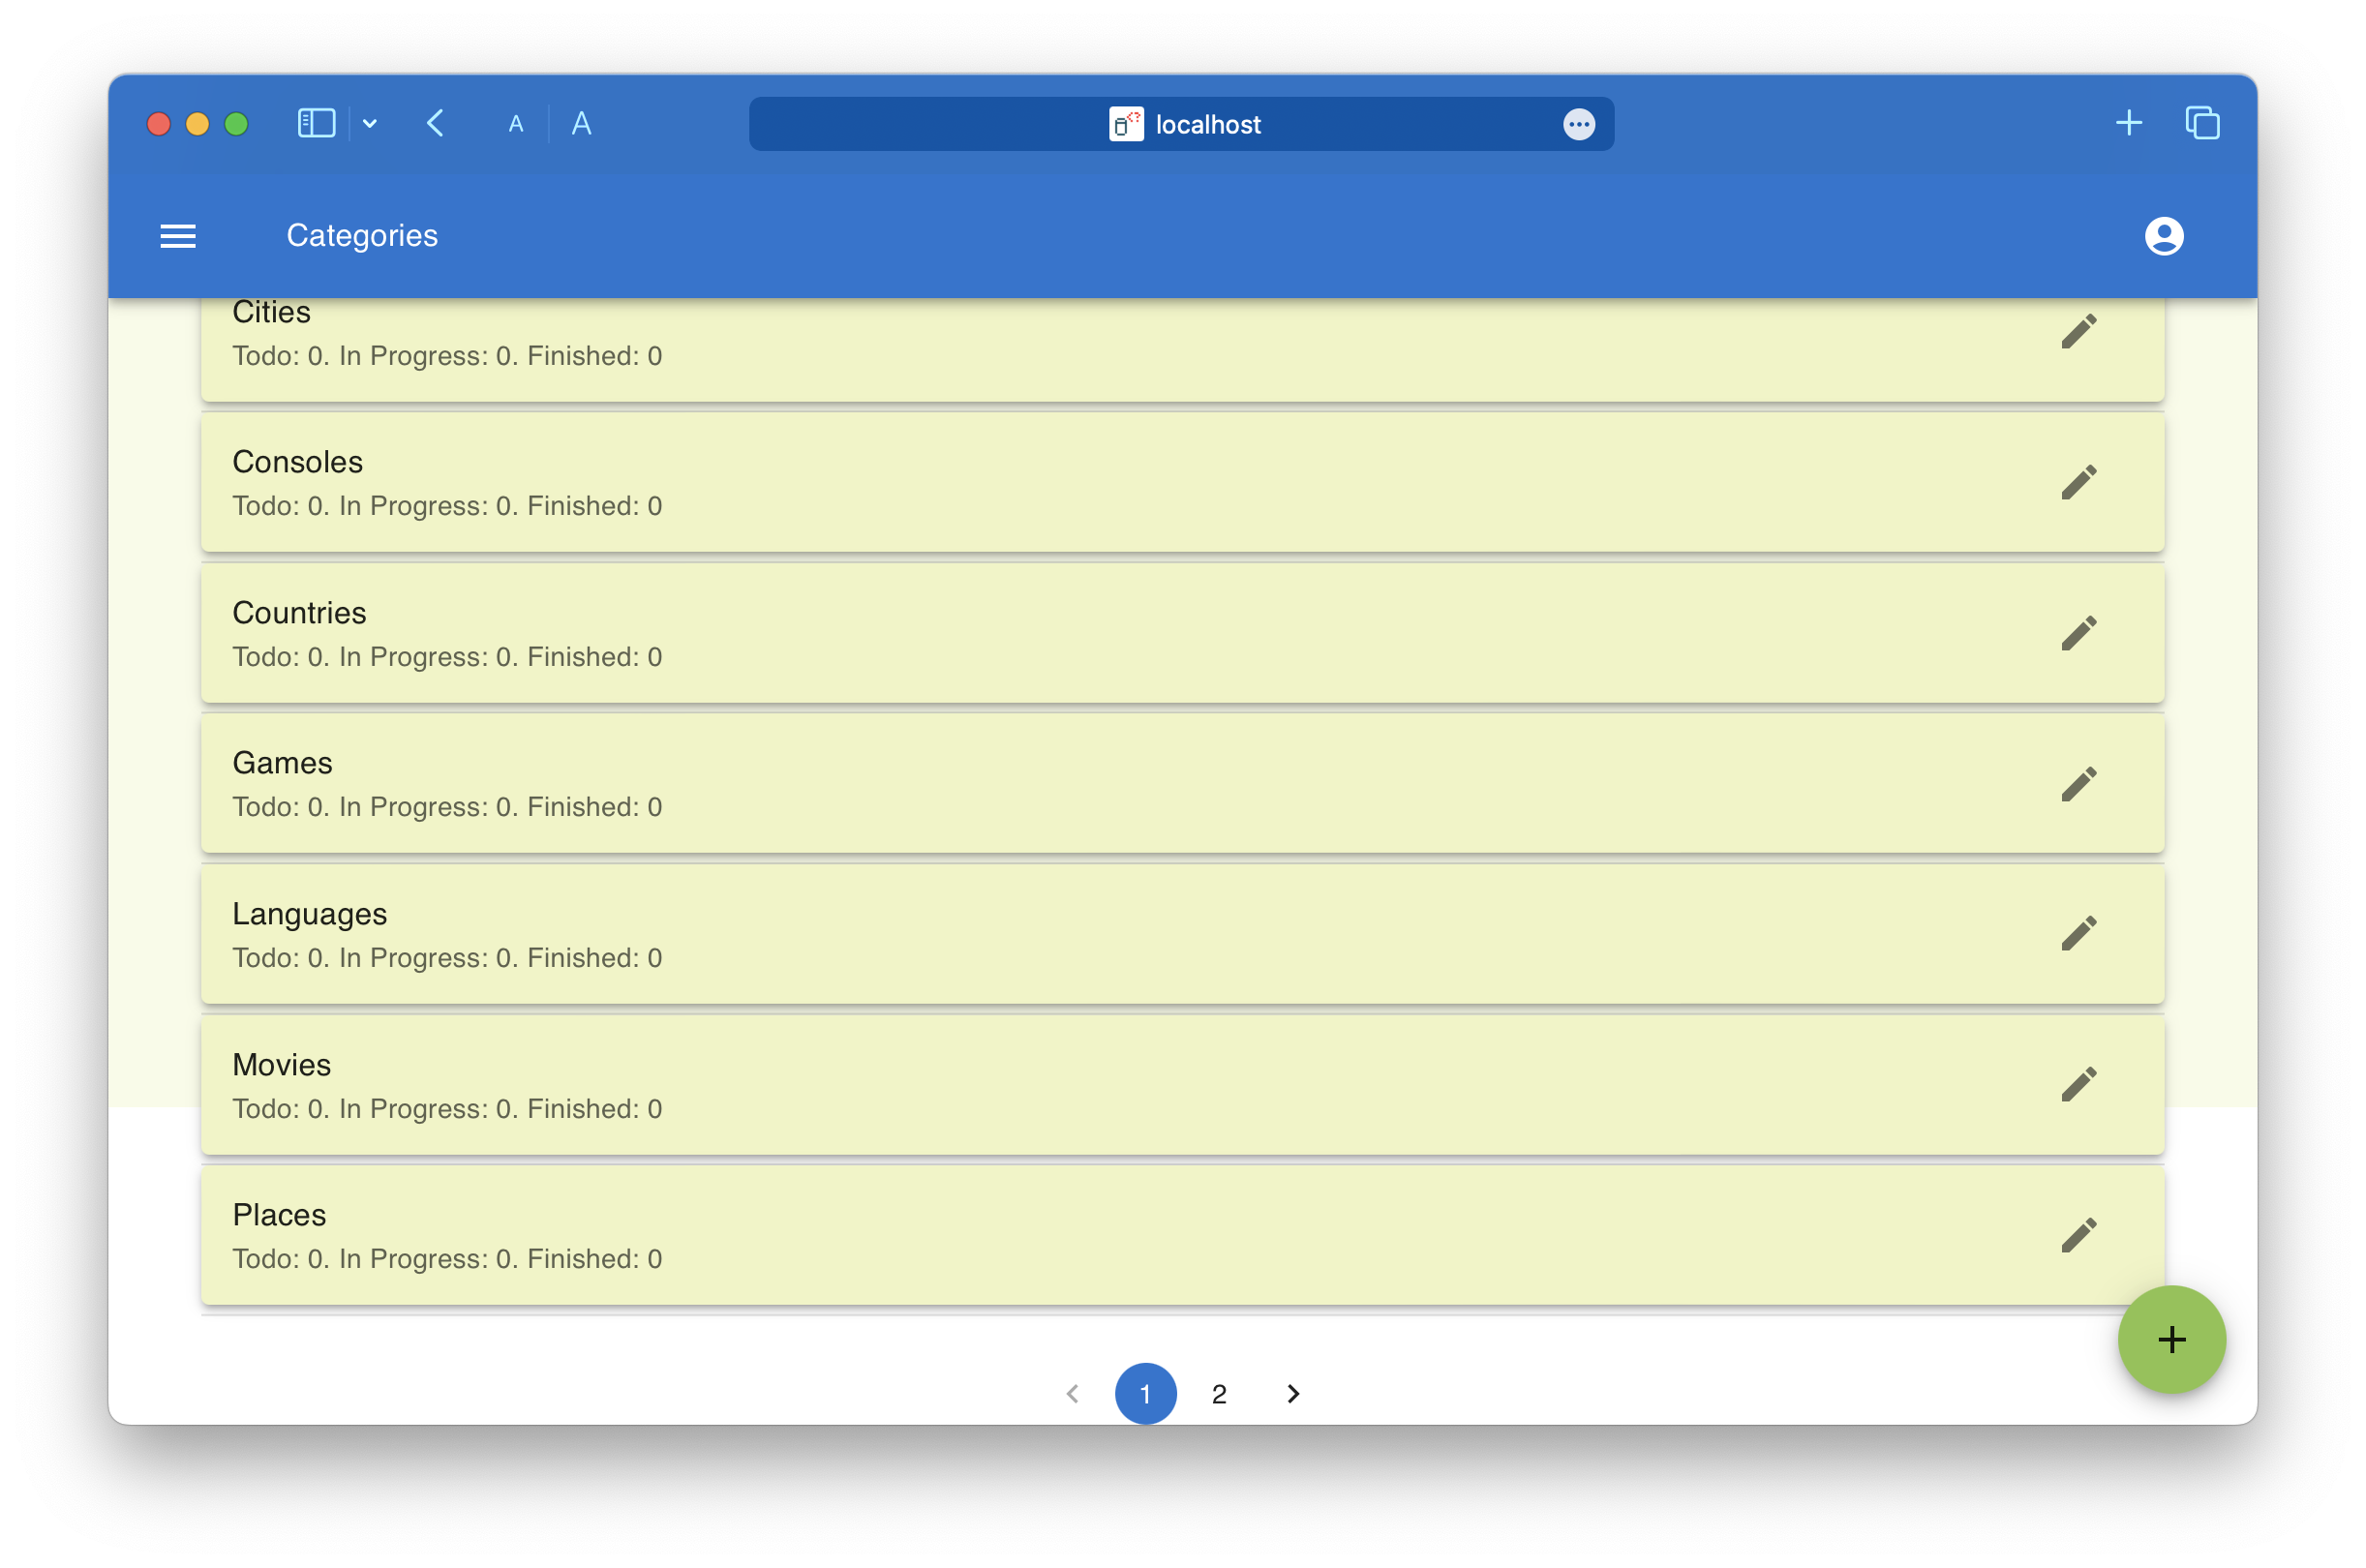 A A localhost
Categories
Cities
Todo: 0. In Progress: 0. Finished: 0
Consoles
Todo: 0. In Progress: 0. Finished: 0
Countries
Todo: 0. In Progress: 0. Finished: 0
Games
Todo: 0. In Progress: 0. Finished: 0
Languages
Todo: 0. In Progress: 0. Finished: 0
Movies
Todo: 0. In Progress: 0. Finished: 0
Places
Todo: 0. In Progress: 0. Finished: 0
1 2